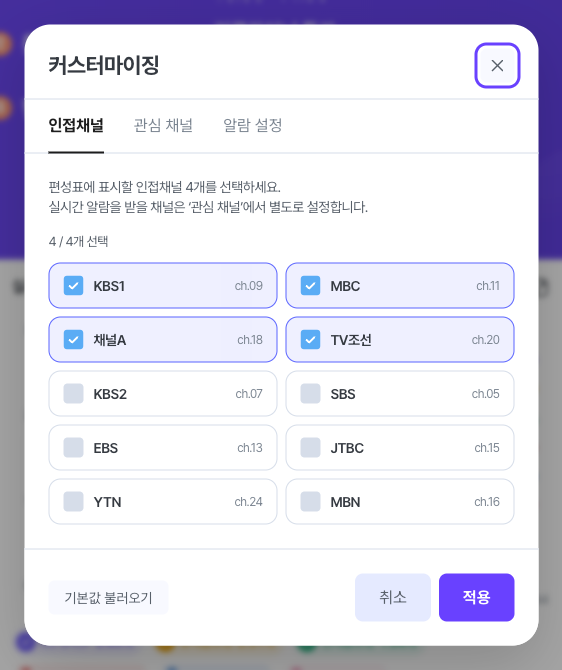 커스터마이징
인접채널 관심 채널 알람 설정
편성표에 표시할 인접채널 4개를 선택하세요.
실시간 알람을 받을 채널은 ‘관심 채널’에서 별도로 설정합니다.
4 / 4개 선택
KBS1 ch.09 MBC ch.11
채널A ch.18 TV조선 ch.20
KBS2 ch.07 SBS ch.05
EBS ch.13 JTBC ch.15
YTN ch.24 MBN ch.16
기본값 불러오기 취소 적용